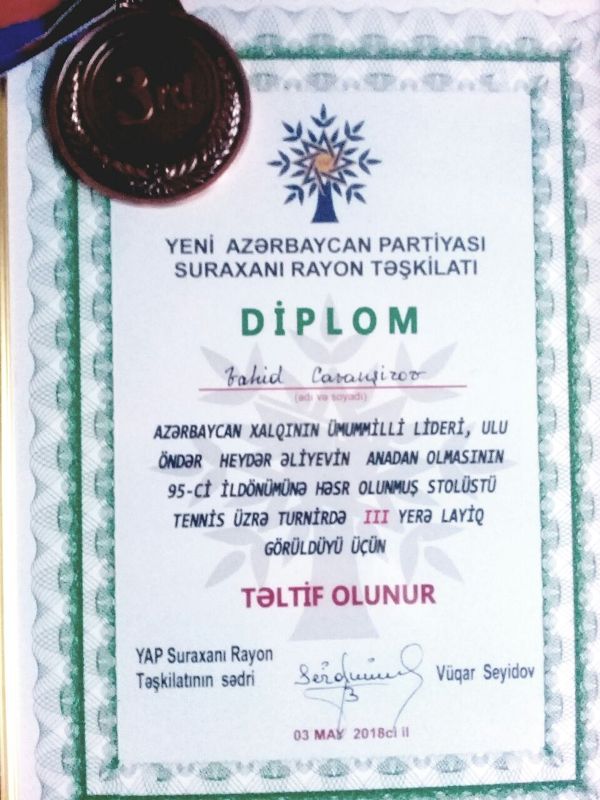 3rd
YENİ AZƏRBAYCAN PARTİYASI
SURAXANI RAYON TƏŞKİLATI
DİPLOM
Vahid Cavanşirov
(adı və soyadı)
AZƏRBAYCAN XALQININ ÜMUMMİLLİ LİDERİ, ULU
ÖNDƏR HEYDƏR ƏLİYEVİN ANADAN OLMASININ
95-Cİ İLDÖNÜMÜNƏ HƏSR OLUNMUŞ STOLÜSTÜ
TENNİS ÜZRƏ TURNİRDƏ III YERƏ LAYİQ
GÖRÜLDÜYÜ ÜÇÜN
TƏLTİF OLUNUR
YAP Suraxanı Rayon
Təşkilatının sədri
Vüqar Seyidov
03 MAY 2018ci il